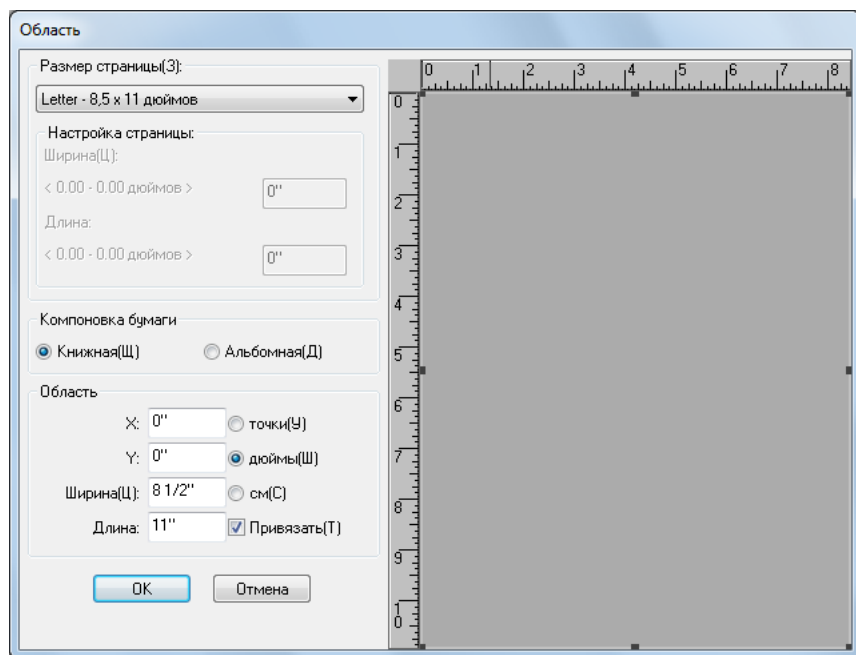 Область
Размер страницы(З):
Letter - 8,5 x 11 дюймов
Настройка страницы:
Ширина(Ц):
< 0.00 - 0.00 дюймов > 0''
Длина:
< 0.00 - 0.00 дюймов > 0''
Компоновка бумаги
Книжная(Щ) Альбомная(Д)
Область
X: 0'' точки(У)
Y: 0'' дюймы(Ш)
Ширина(Ц): 8 1/2'' см(С)
Длина: 11'' Привязать(Т)
OK Отмена
0 1 2 3 4 5 6 7 8
0
1
2
3
4
5
6
7
8
9
10